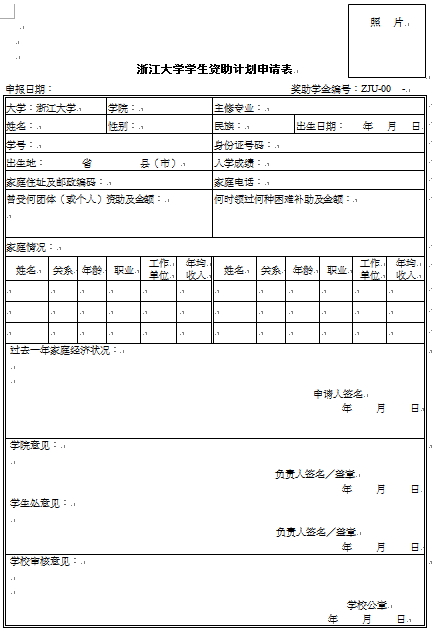 照 片
浙江大学学生资助计划申请表
申报日期： 奖助学金编号：ZJU-00 -
大学：浙江大学 学院： 主修专业：
姓名： 性别： 民族： 出生日期： 年 月 日
学号： 身份证号码：
出生地： 省 县（市） 入学成绩：
家庭住址及邮政编码： 家庭电话：
曾受何团体（或个人）资助及金额： 何时领过何种困难补助及金额：
家庭情况：
姓名 关系 年龄 职业 工作单位 年均收入 姓名 关系 年龄 职业 工作单位 年均收入
过去一年家庭经济状况：
申请人签名
年 月 日
学院意见：
负责人签名／签章
年 月 日
学生处意见：
负责人签名／签章
年 月 日
学校审核意见：
学校公章
年 月 日